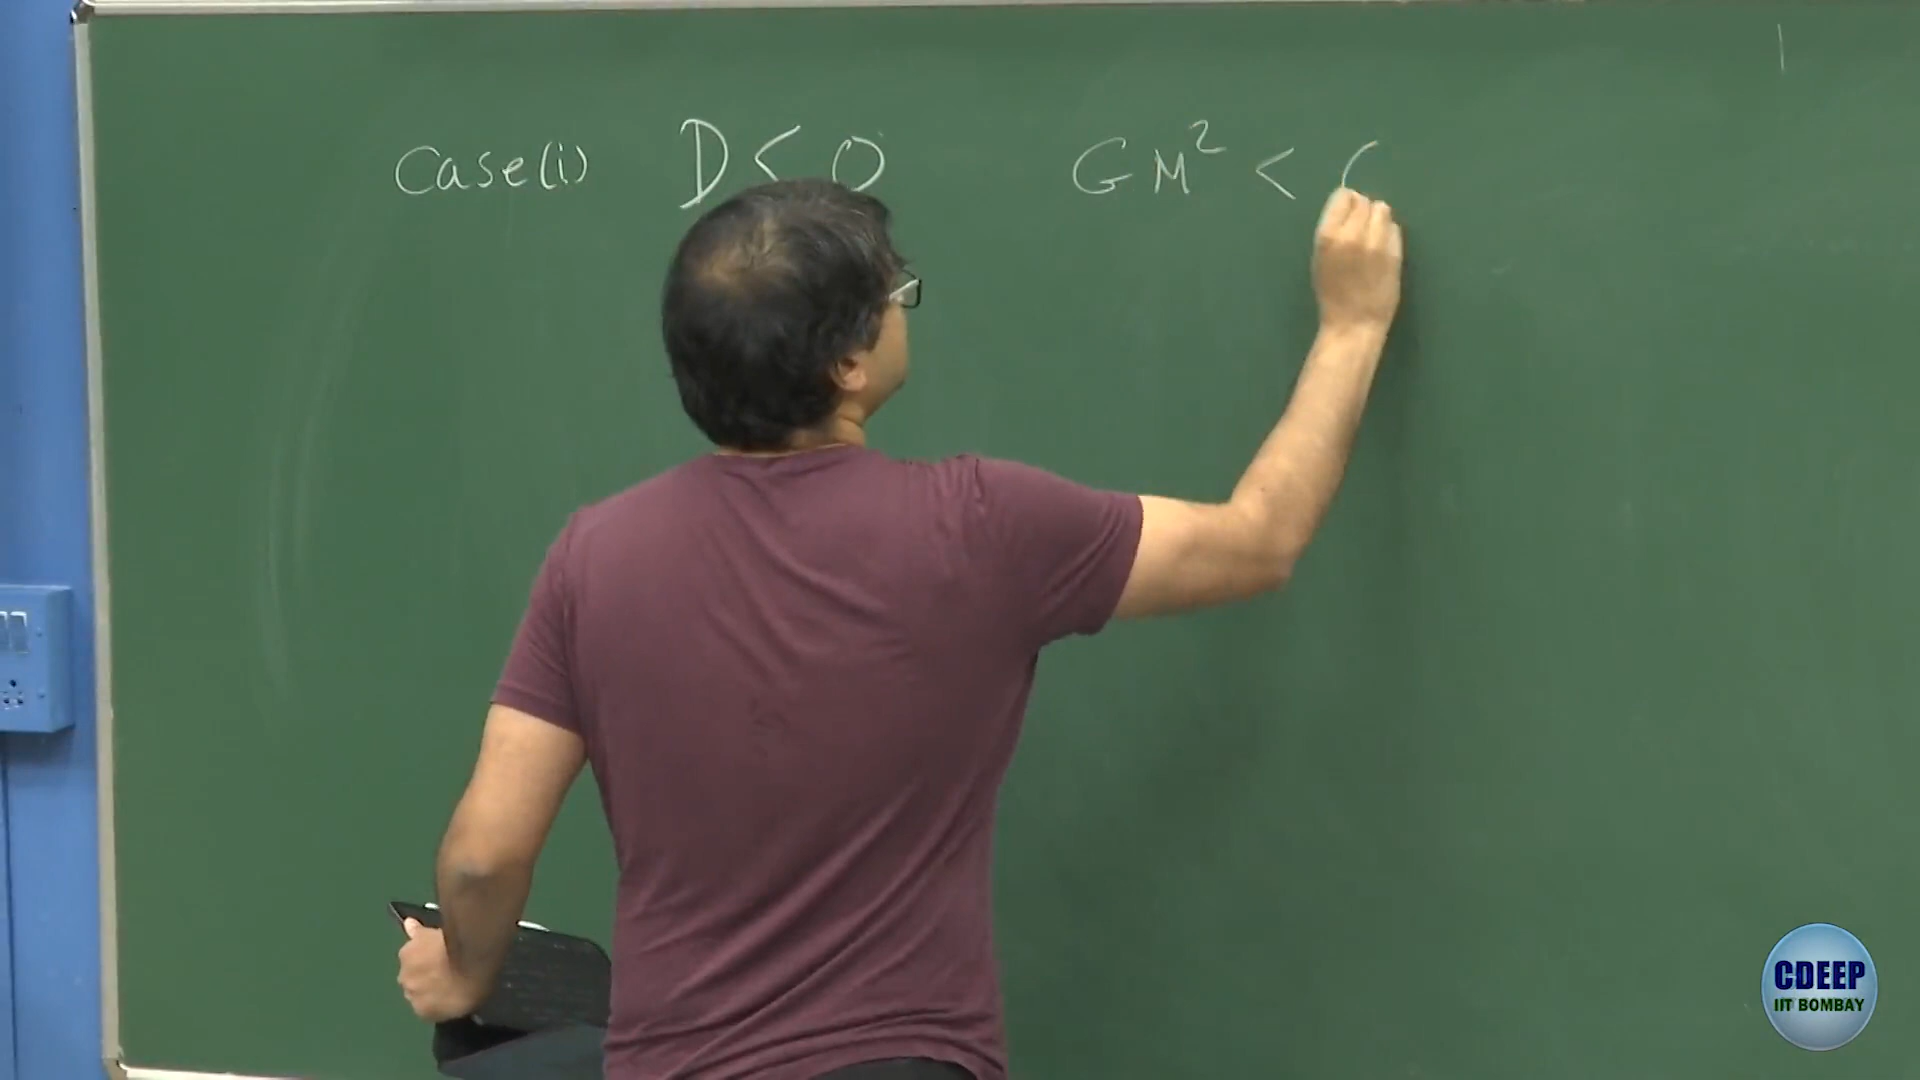 Case(i) D < 0 GM² <
CDEEP
IIT BOMBAY